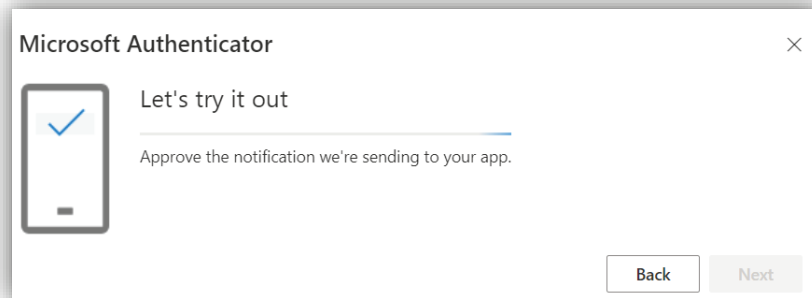 Microsoft Authenticator
Let's try it out
Approve the notification we're sending to your app.
Back
Next